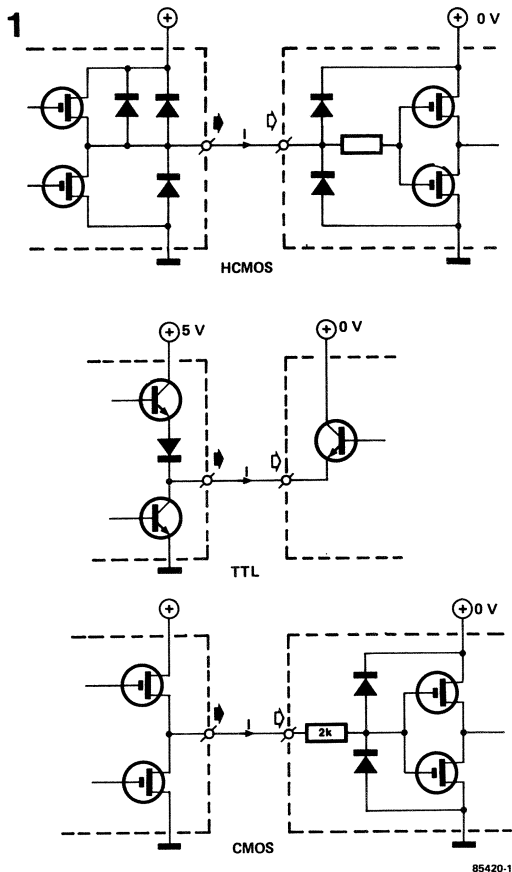 1
+
+ 0 V
I
HCMOS
+ 5 V
+ 0 V
I
TTL
+
+ 0 V
I
2k
CMOS
85420-1